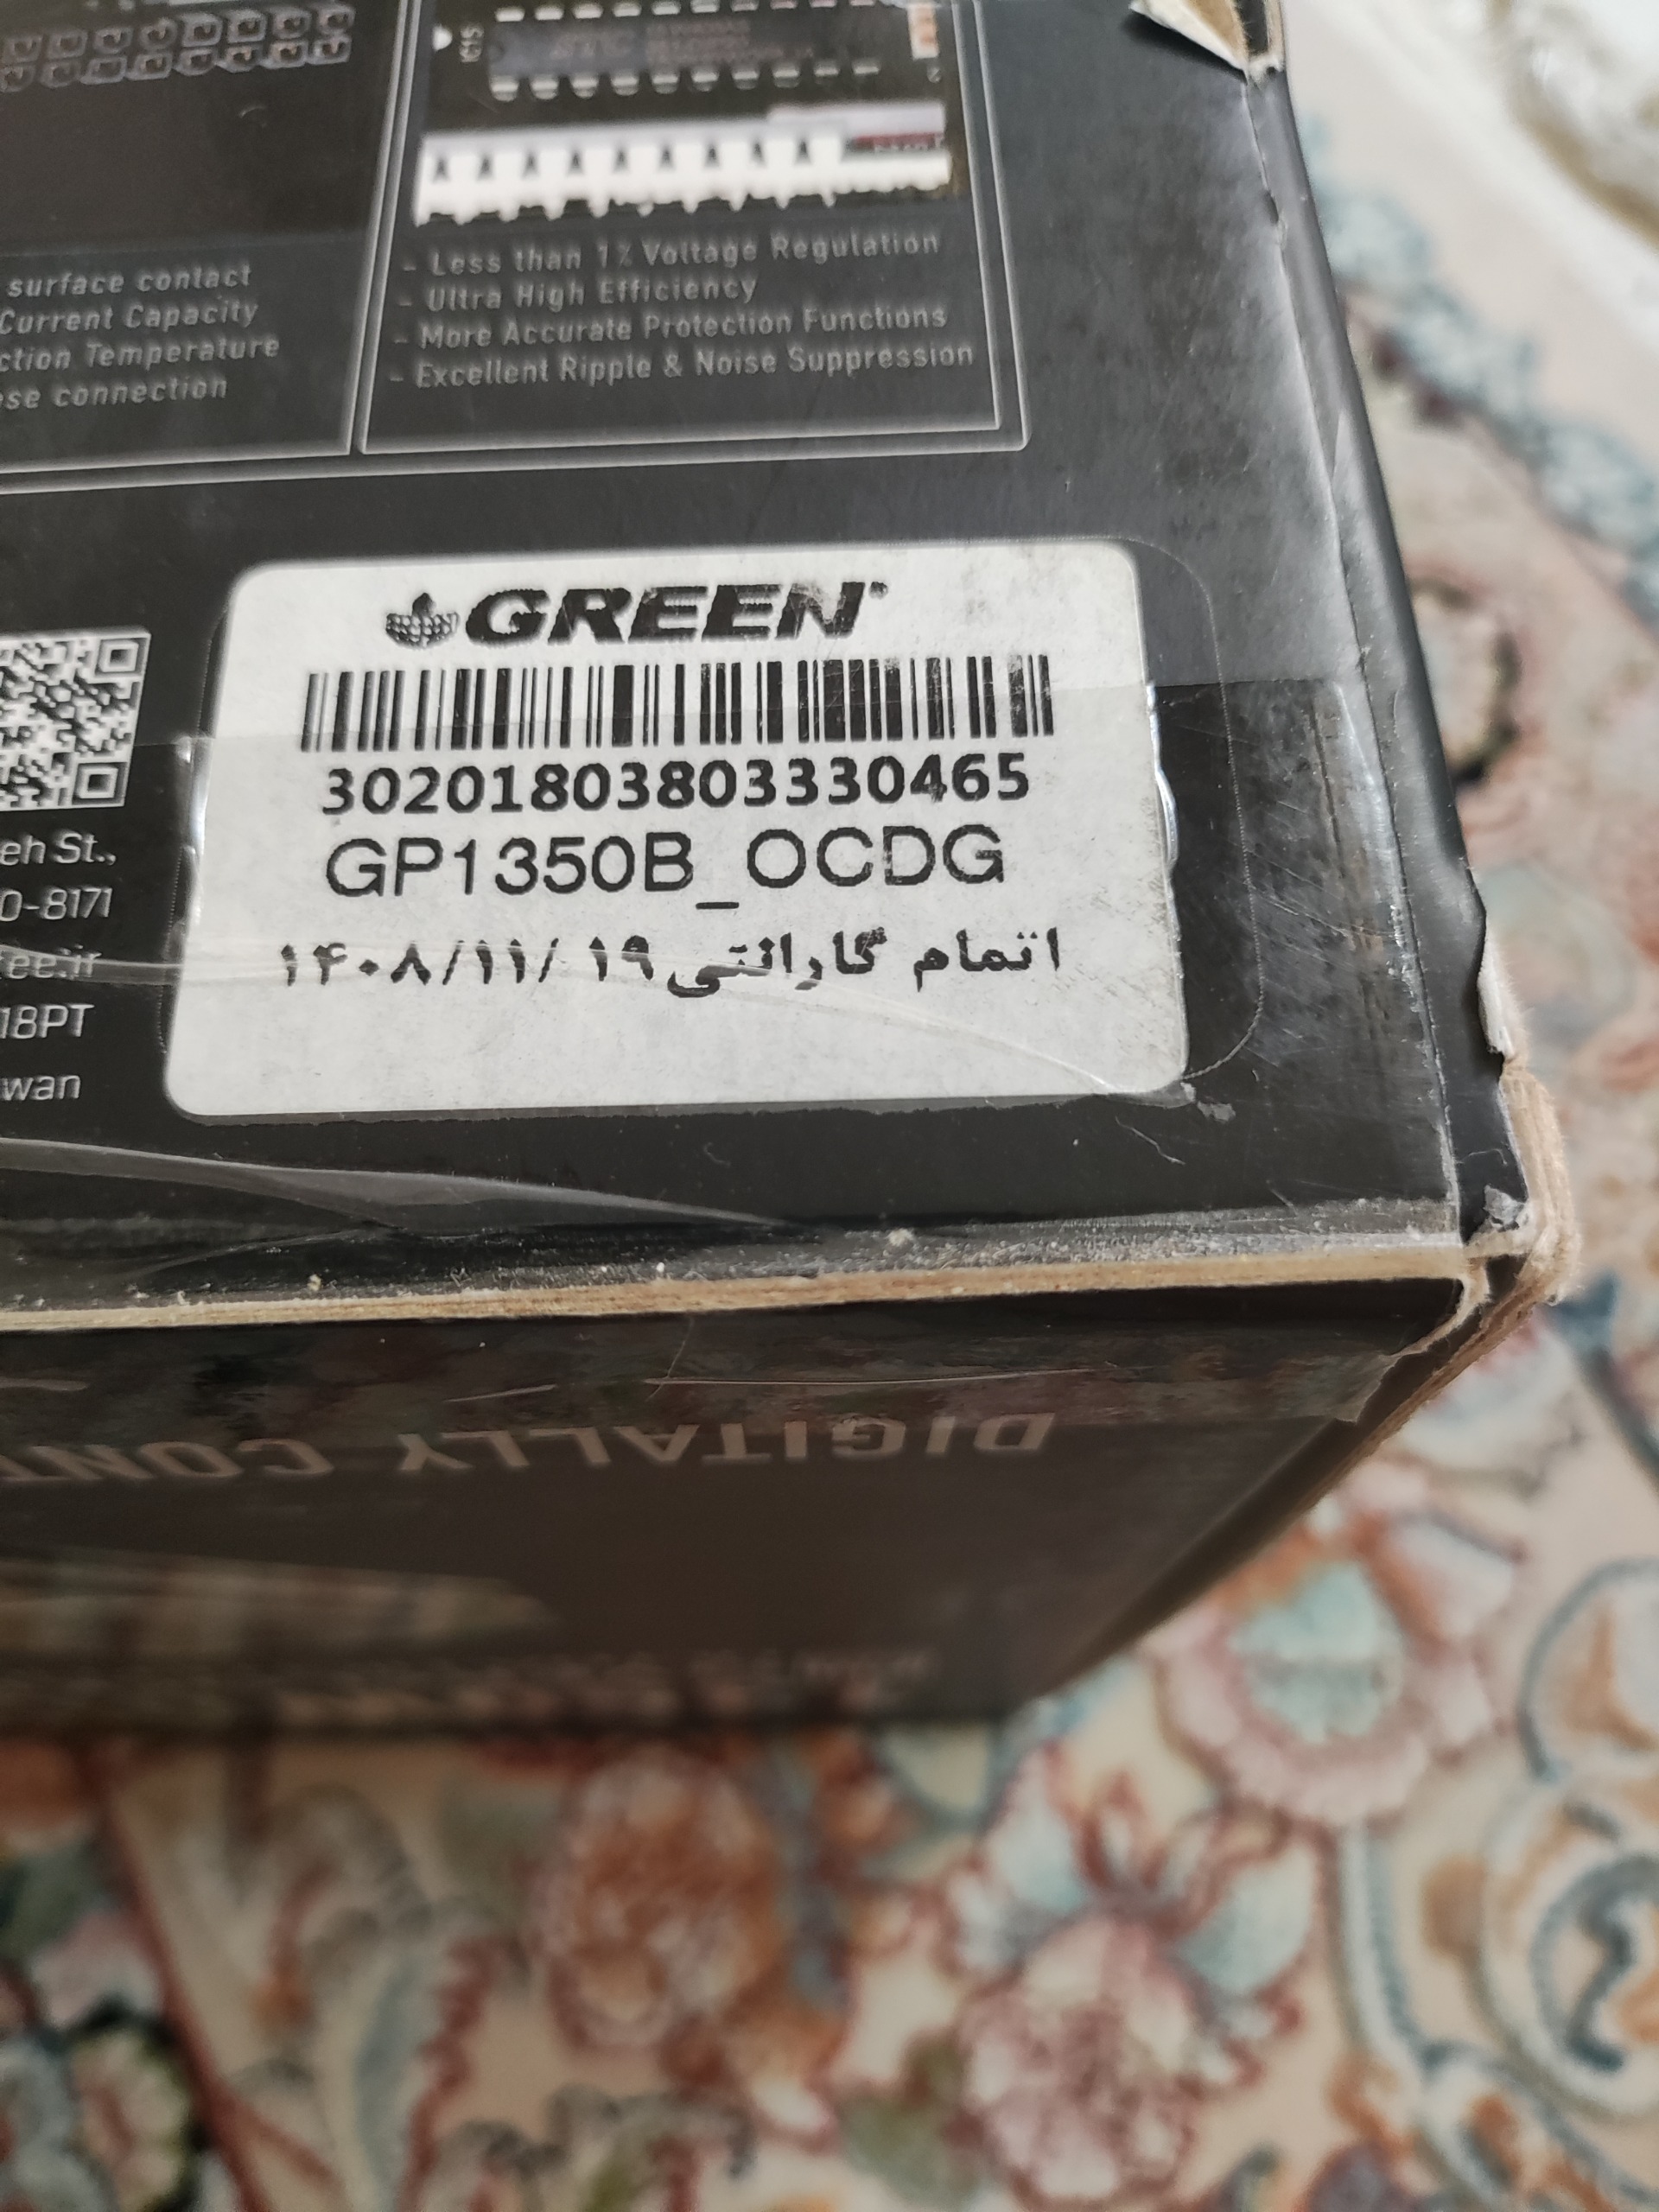 IC15
surface contact
Current Capacity
ction Temperature
ese connection
- Less than 1% Voltage Regulation
- Ultra High Efficiency
- More Accurate Protection Functions
- Excellent Ripple & Noise Suppression
eh St.,
0-8171
18PT
wan
GREEN
302018038033330465
GP1350B_OCDG
اتمام گارانتی ۱۴۰۸/۱۱/۱۹
DIGITALLY CONT